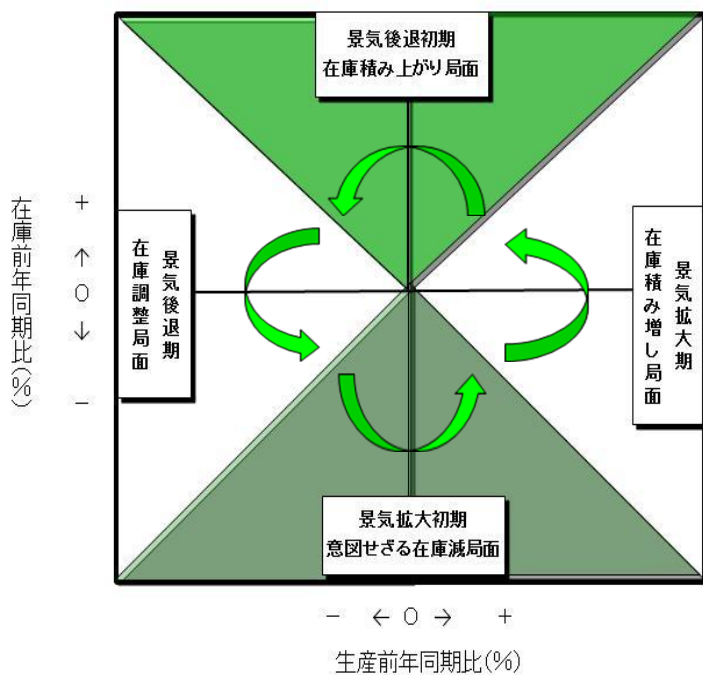 景気後退初期
在庫積み上がり局面
在庫前年同期比(%)
+
↑
0
↓
−
景気後退期
在庫調整局面
景気拡大期
在庫積み増し局面
景気拡大初期
意図せざる在庫減局面
− ← 0 → +
生産前年同期比(%)